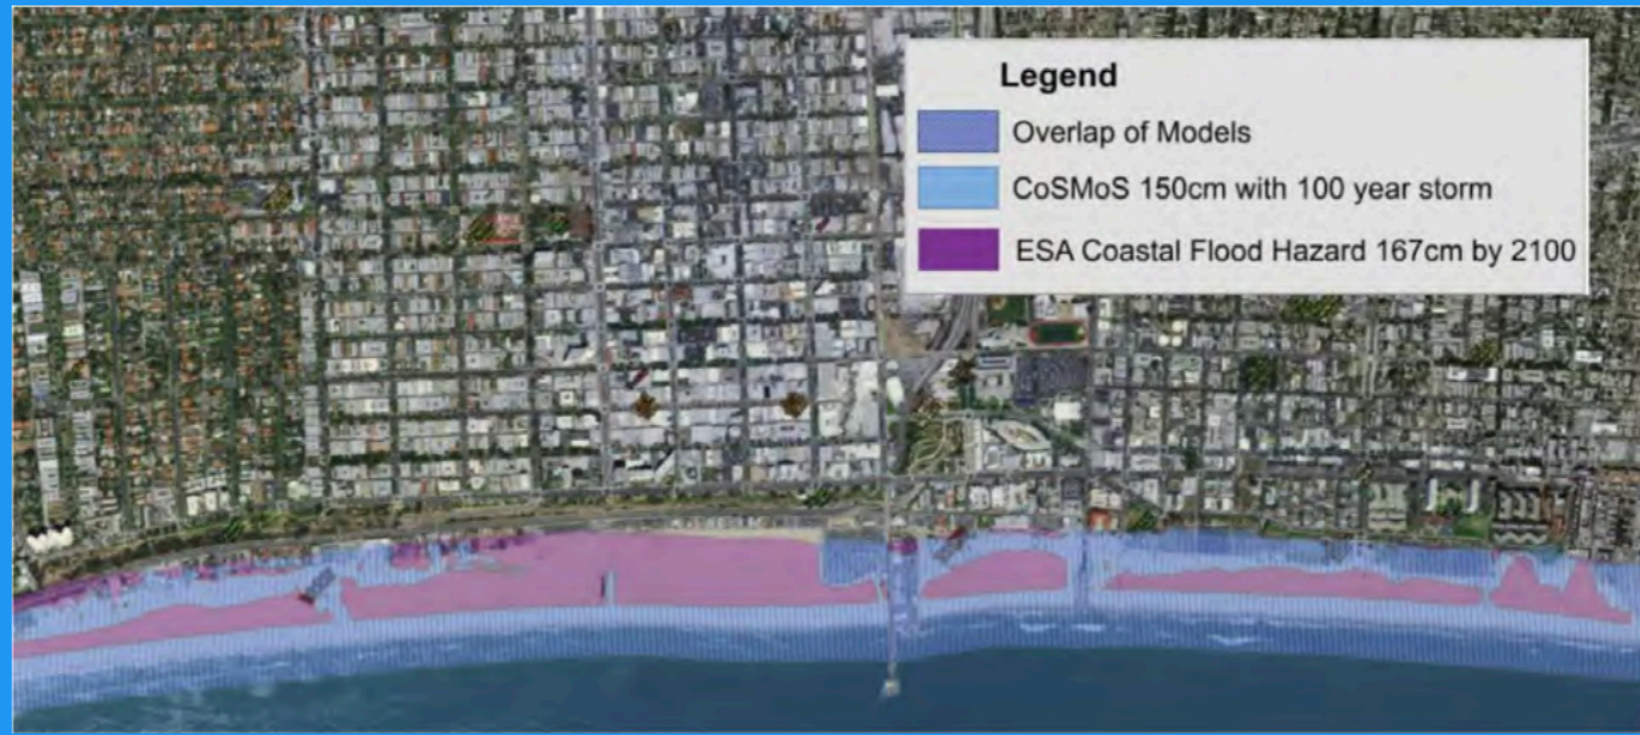 Legend
Overlap of Models
CoSMoS 150cm with 100 year storm
ESA Coastal Flood Hazard 167cm by 2100